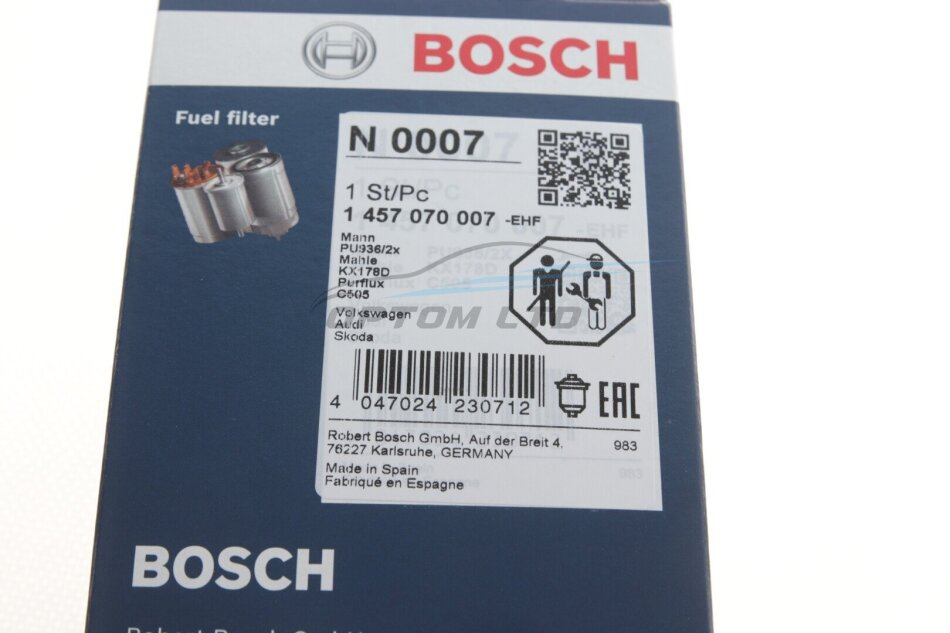 BOSCH
Fuel filter
N 0007
1 St/Pc
1 457 070 007 -EHF
Mann
PU936/2x
Mahle
KX178D
Purflux
C505
Volkswagen
Audi
Skoda
OPTOM LTD
4 047024 230712
EAC
Robert Bosch GmbH, Auf der Breit 4,
76227 Karlsruhe, GERMANY
983
Made in Spain
Fabriqué en Espagne
BOSCH